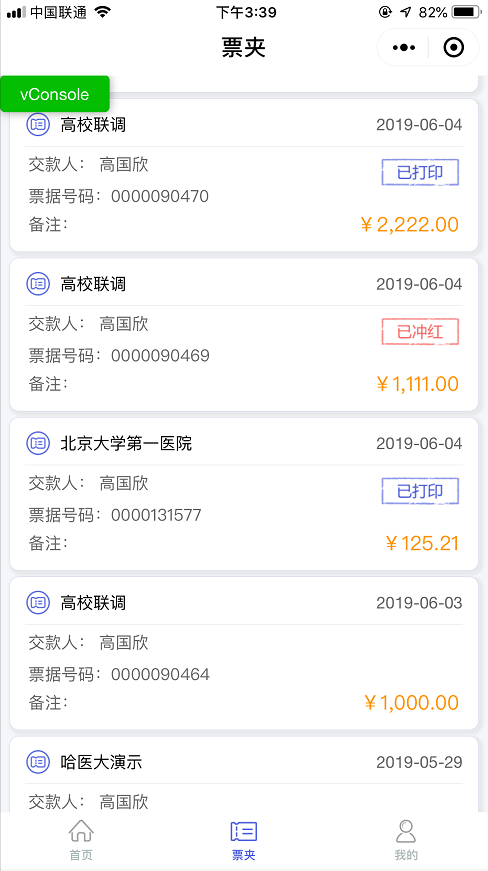 中国联通 下午3:39 82%
票夹
vConsole
高校联调 2019-06-04
交款人： 高国欣
已打印
票据号码：0000090470
备注： ￥2,222.00
高校联调 2019-06-04
交款人： 高国欣
已冲红
票据号码：0000090469
备注： ￥1,111.00
北京大学第一医院 2019-06-04
交款人： 高国欣
已打印
票据号码：0000131577
备注： ￥125.21
高校联调 2019-06-03
交款人： 高国欣
票据号码：0000090464
备注： ￥1,000.00
哈医大演示 2019-05-29
交款人： 高国欣
首页 票夹 我的